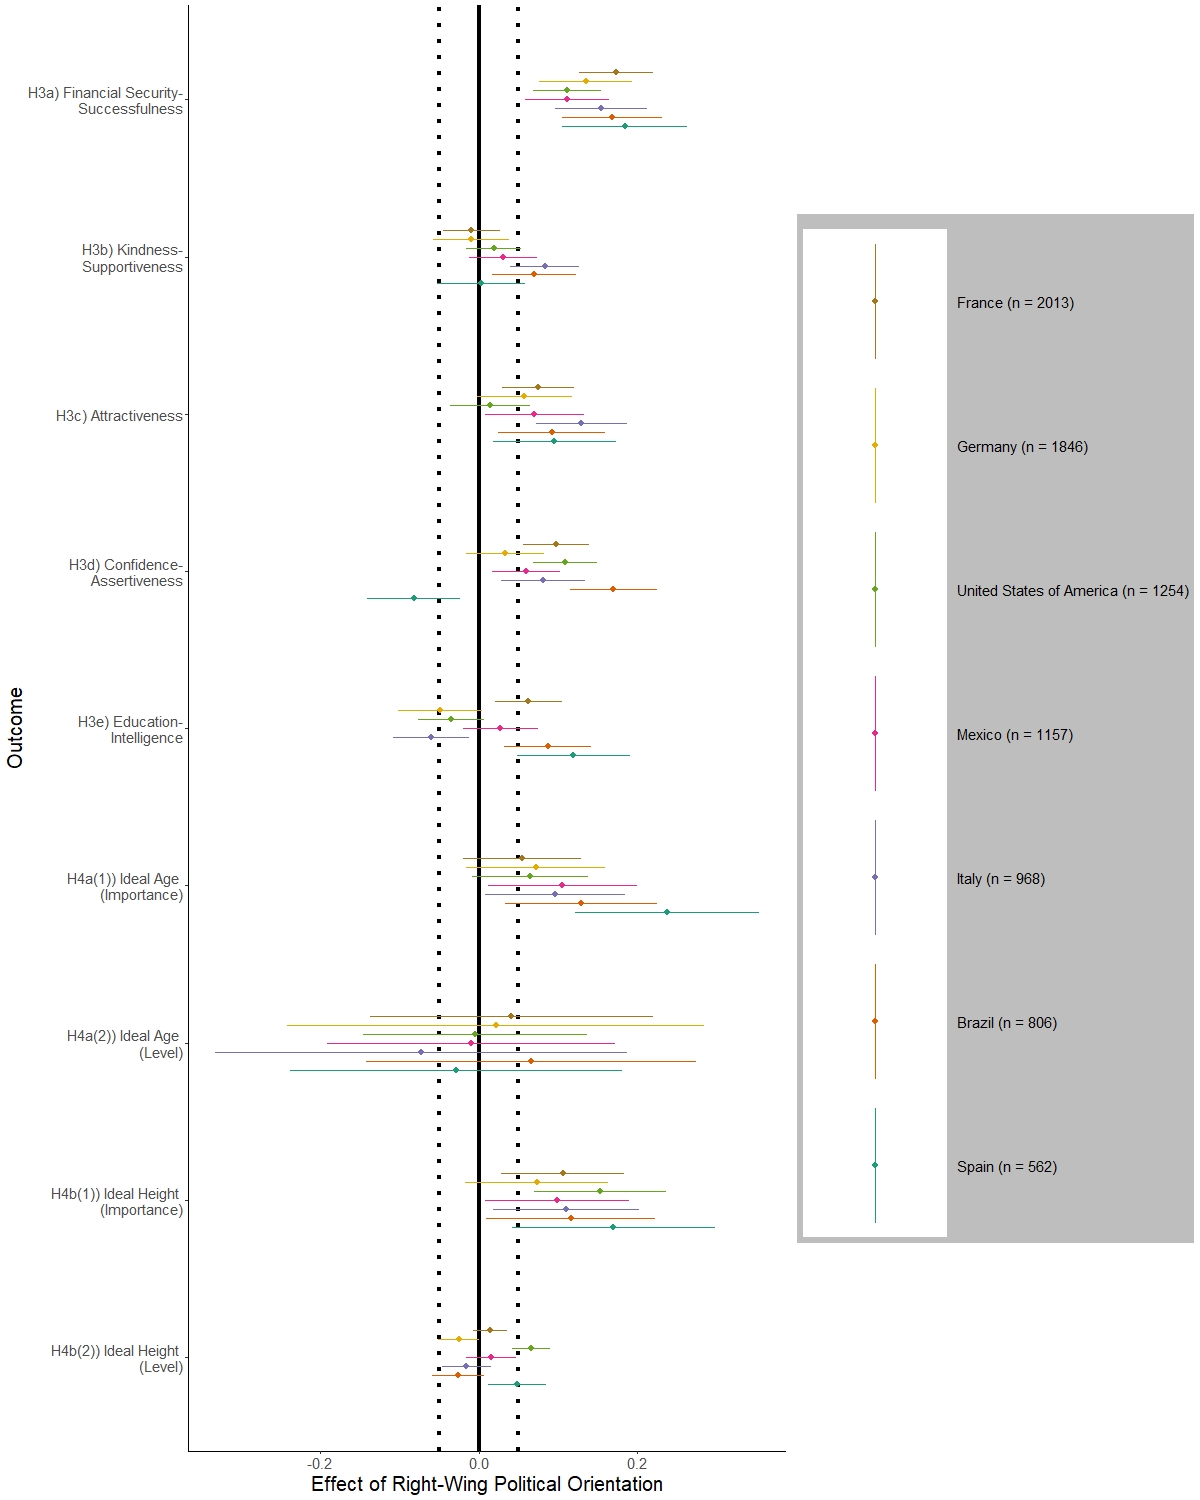 H3a) Financial Security-
Successfulness
H3b) Kindness-
Supportiveness
H3c) Attractiveness
H3d) Confidence-
Assertiveness
H3e) Education-
Intelligence
H4a(1)) Ideal Age
(Importance)
H4a(2)) Ideal Age
(Level)
H4b(1)) Ideal Height
(Importance)
H4b(2)) Ideal Height
(Level)
Outcome
-0.2
0.0
0.2
Effect of Right-Wing Political Orientation
France (n = 2013)
Germany (n = 1846)
United States of America (n = 1254)
Mexico (n = 1157)
Italy (n = 968)
Brazil (n = 806)
Spain (n = 562)